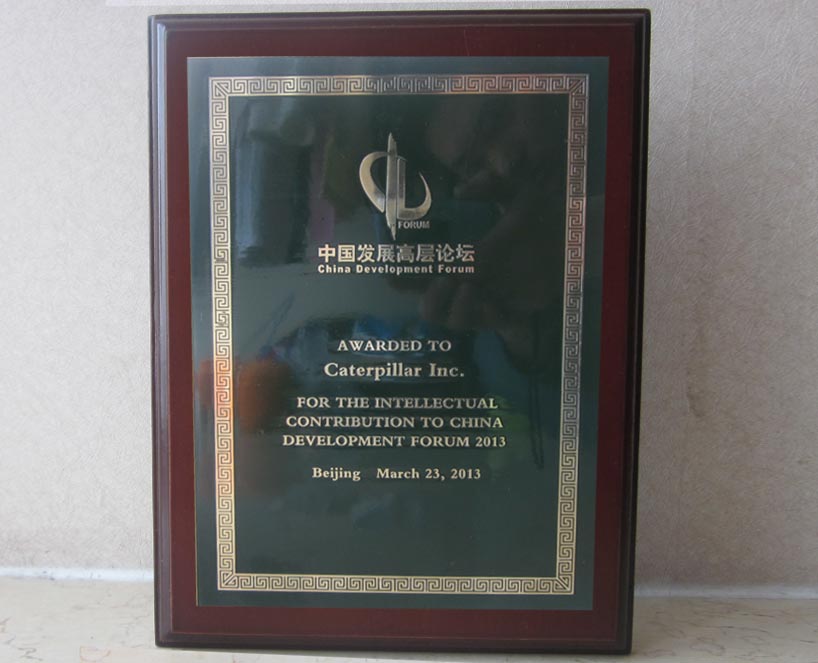 FORUM
中国发展高层论坛
China Development Forum
AWARDED TO
Caterpillar Inc.
FOR THE INTELLECTUAL
CONTRIBUTION TO CHINA
DEVELOPMENT FORUM 2013
Beijing March 23, 2013